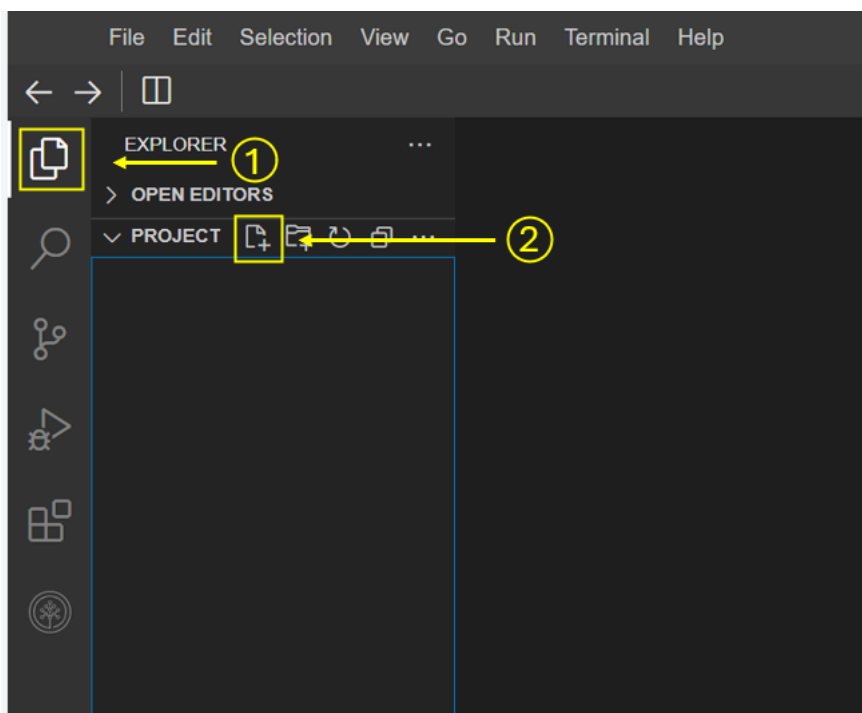 File Edit Selection View Go Run Terminal Help
EXPLORER
1
OPEN EDITORS
PROJECT
2